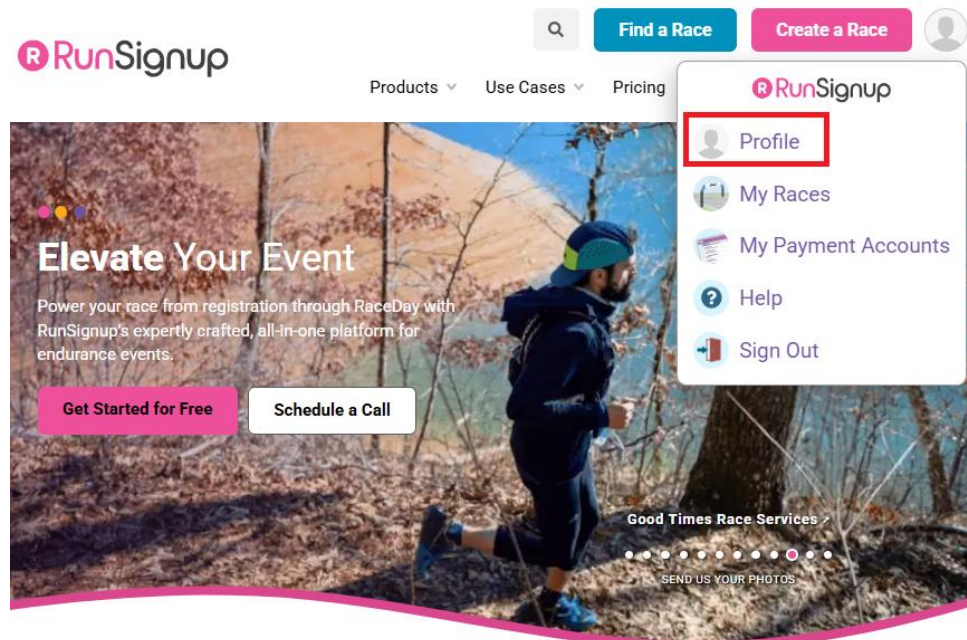 RunSignup
Find a Race
Create a Race
Products
Use Cases
Pricing
RunSignup
Profile
My Races
My Payment Accounts
Help
Sign Out
Elevate Your Event
Power your race from registration through RaceDay with
RunSignup's expertly crafted, all-in-one platform for
endurance events.
Get Started for Free
Schedule a Call
Good Times Race Services
SEND US YOUR PHOTOS